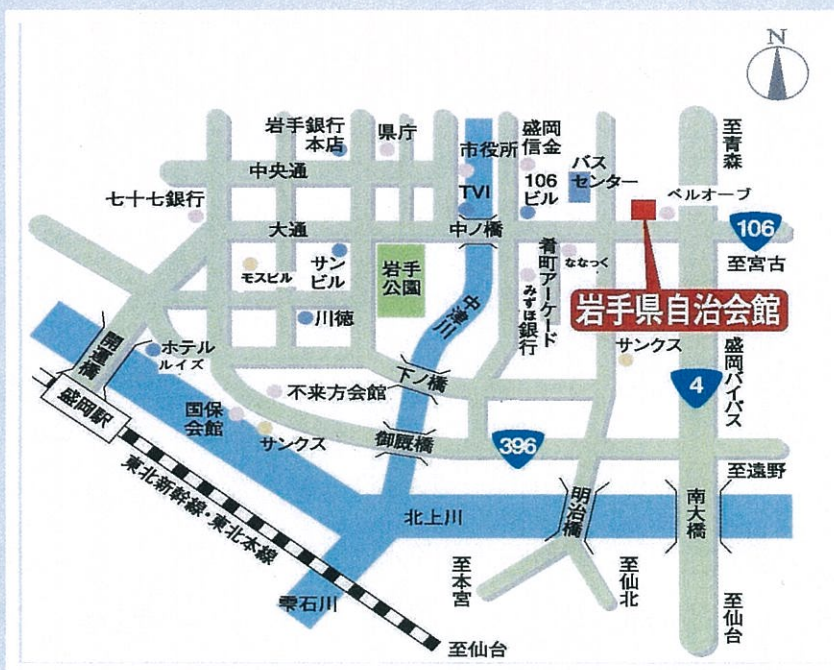 N
岩手銀行
本店
県庁
市役所
盛岡
信金
至青森
中央通
TVI
106
ビル
バス
センター
ベルオーブ
七十七銀行
大通
中ノ橋
106
至宮古
モスビル
サン
ビル
岩手
公園
中津川
肴町アーケード
みずほ銀行
ななっく
岩手県自治会館
川徳
サンクス
盛岡バイパス
開運橋
ホテル
ルイズ
下ノ橋
4
盛岡駅
国保
会館
不来方会館
サンクス
御厩橋
396
至遠野
東北新幹線・東北本線
北上川
明治橋
南大橋
雫石川
至本宮
至仙北
至仙台
至仙台